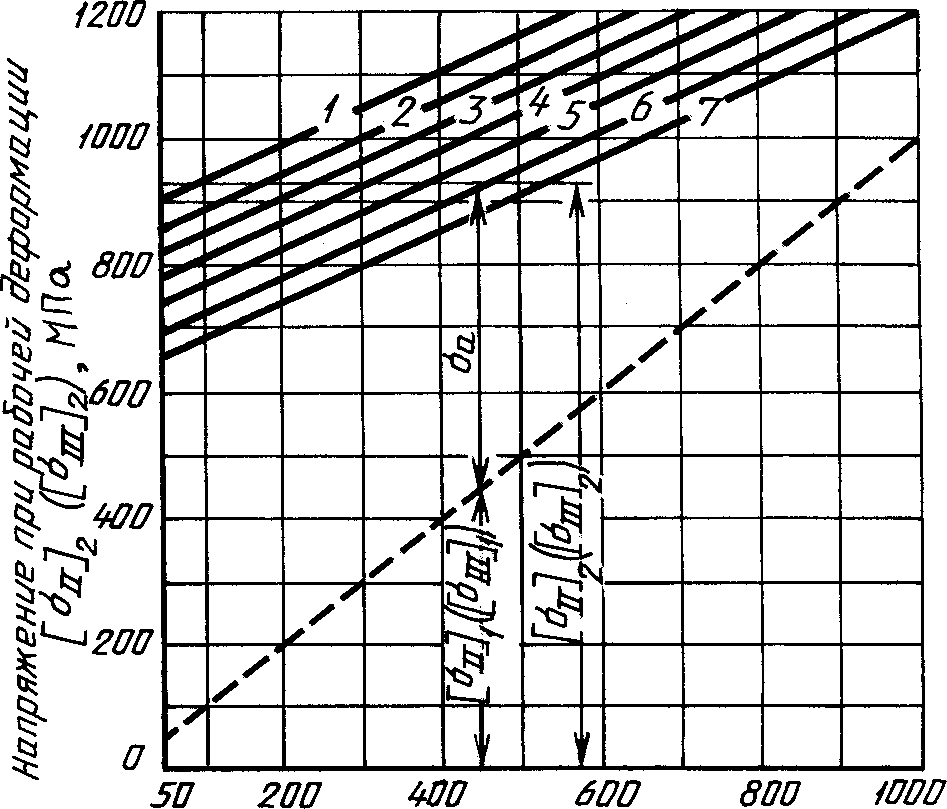 Напряжение при рабочей деформации
[σII]2 ([σIII]2), МПа
1200
1000
800
600
400
200
0
1 2 3 4 5 6 7
σa
[σII]1([σIII]1)
[σII]2([σIII]2)
50 200 400 600 800 1000